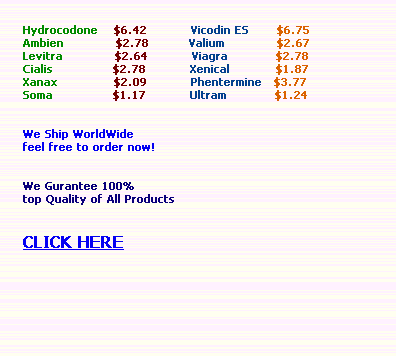 Hydrocodone $6.42 Vicodin ES $6.75
Ambien $2.78 Valium $2.67
Levitra $2.64 Viagra $2.78
Cialis $2.78 Xenical $1.87
Xanax $2.09 Phentermine $3.77
Soma $1.17 Ultram $1.24
We Ship WorldWide
feel free to order now!
We Gurantee 100%
top Quality of All Products
CLICK HERE